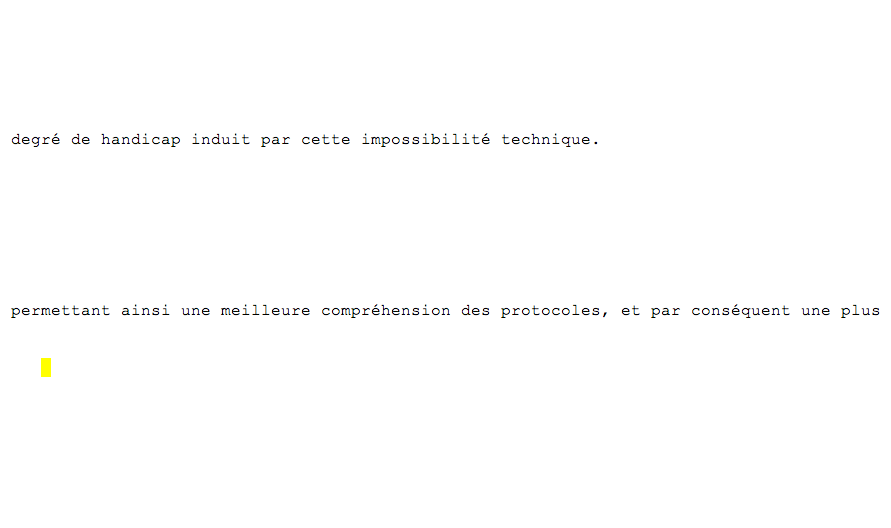 degré de handicap induit par cette impossibilité technique.
permettant ainsi une meilleure compréhension des protocoles, et par conséquent une plus